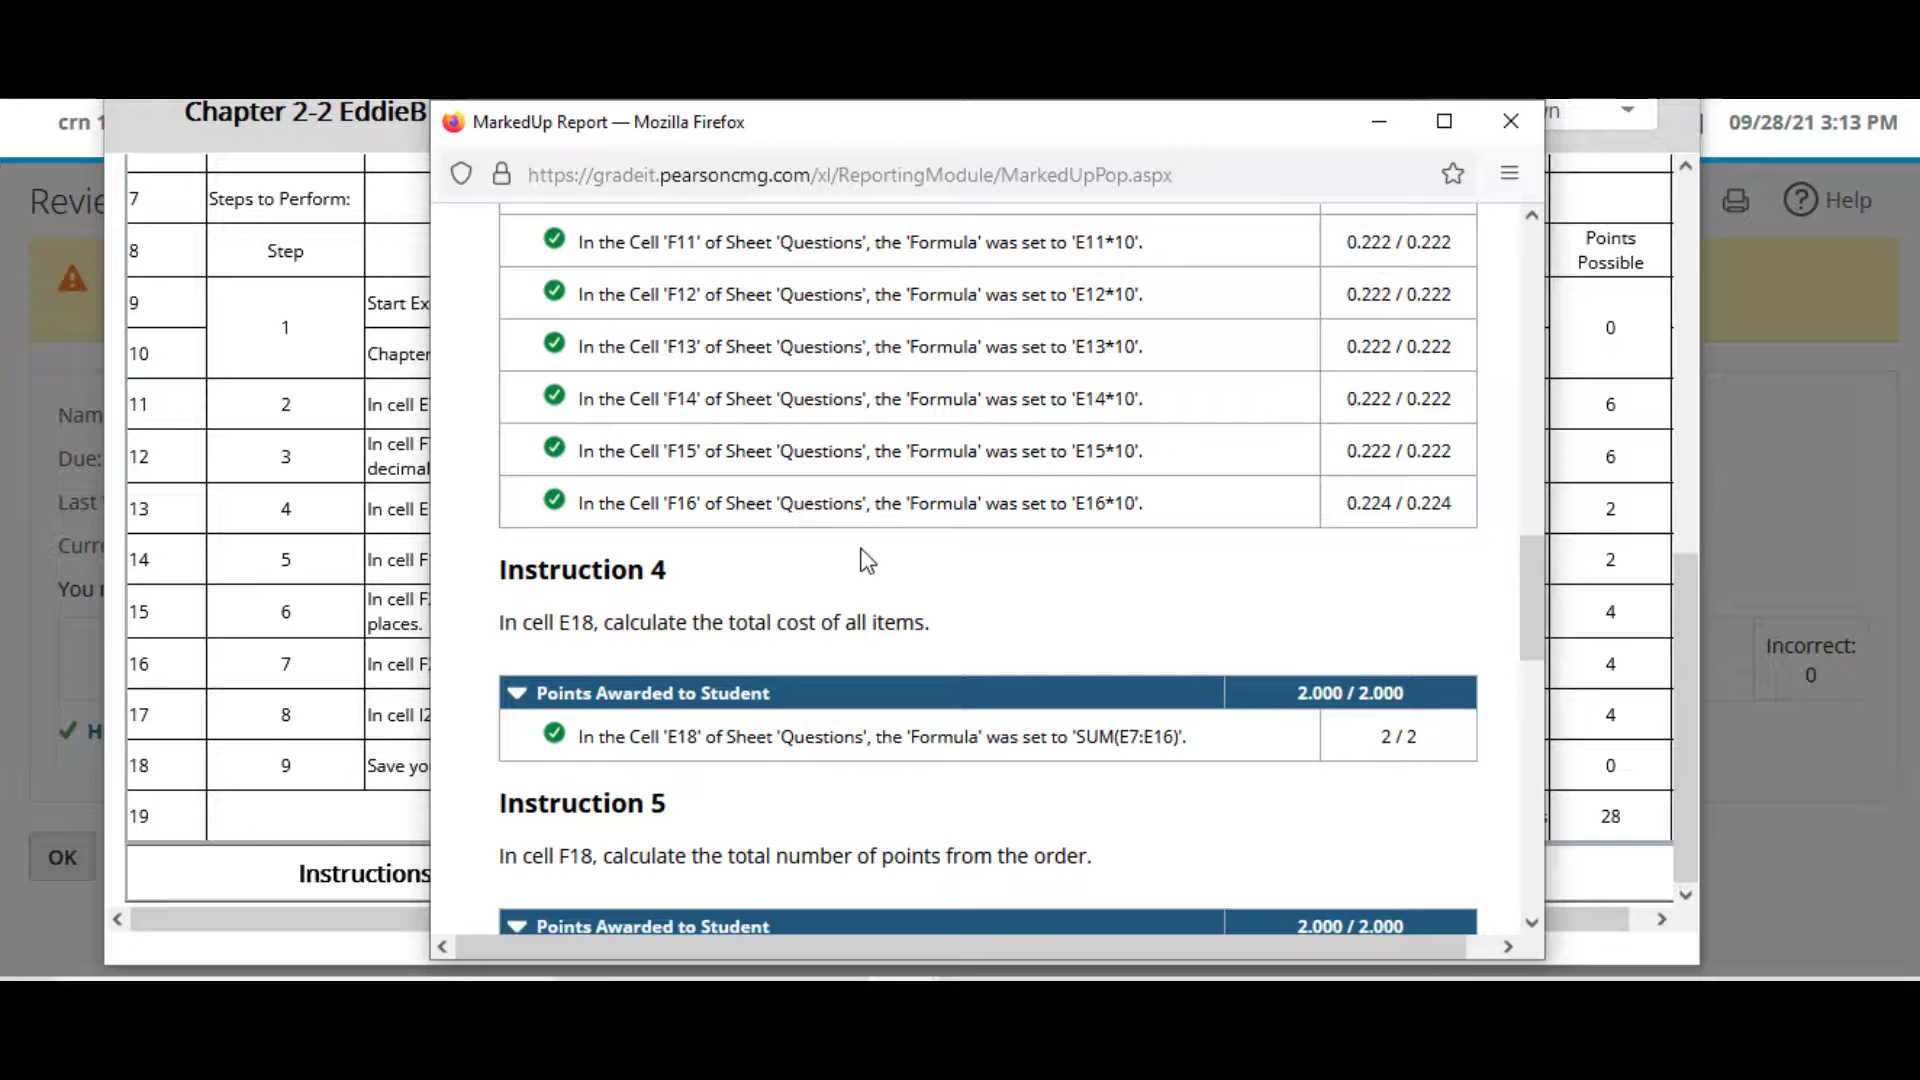 crn 1
Chapter 2-2 EddieB
MarkedUp Report — Mozilla Firefox
09/28/21 3:13 PM
https://gradeit.pearsoncmg.com/xl/ReportingModule/MarkedUpPop.aspx
Revie
Help
7 Steps to Perform:
8 Step
Points
Possible
9 Start Ex
1 0
10 Chapter
11 2 In cell E 6
12 3 In cell F
decimal 6
13 4 In cell E 2
14 5 In cell F 2
15 6 In cell F
places. 4
16 7 In cell F 4
17 8 In cell I2 4
18 9 Save yo 0
19 28
Instructions
Nam
Due:
Last
Curre
You r
H
OK
Incorrect:
0
In the Cell 'F11' of Sheet 'Questions', the 'Formula' was set to 'E11*10'. 0.222 / 0.222
In the Cell 'F12' of Sheet 'Questions', the 'Formula' was set to 'E12*10'. 0.222 / 0.222
In the Cell 'F13' of Sheet 'Questions', the 'Formula' was set to 'E13*10'. 0.222 / 0.222
In the Cell 'F14' of Sheet 'Questions', the 'Formula' was set to 'E14*10'. 0.222 / 0.222
In the Cell 'F15' of Sheet 'Questions', the 'Formula' was set to 'E15*10'. 0.222 / 0.222
In the Cell 'F16' of Sheet 'Questions', the 'Formula' was set to 'E16*10'. 0.224 / 0.224
Instruction 4
In cell E18, calculate the total cost of all items.
Points Awarded to Student 2.000 / 2.000
In the Cell 'E18' of Sheet 'Questions', the 'Formula' was set to 'SUM(E7:E16)'. 2 / 2
Instruction 5
In cell F18, calculate the total number of points from the order.
Points Awarded to Student 2.000 / 2.000